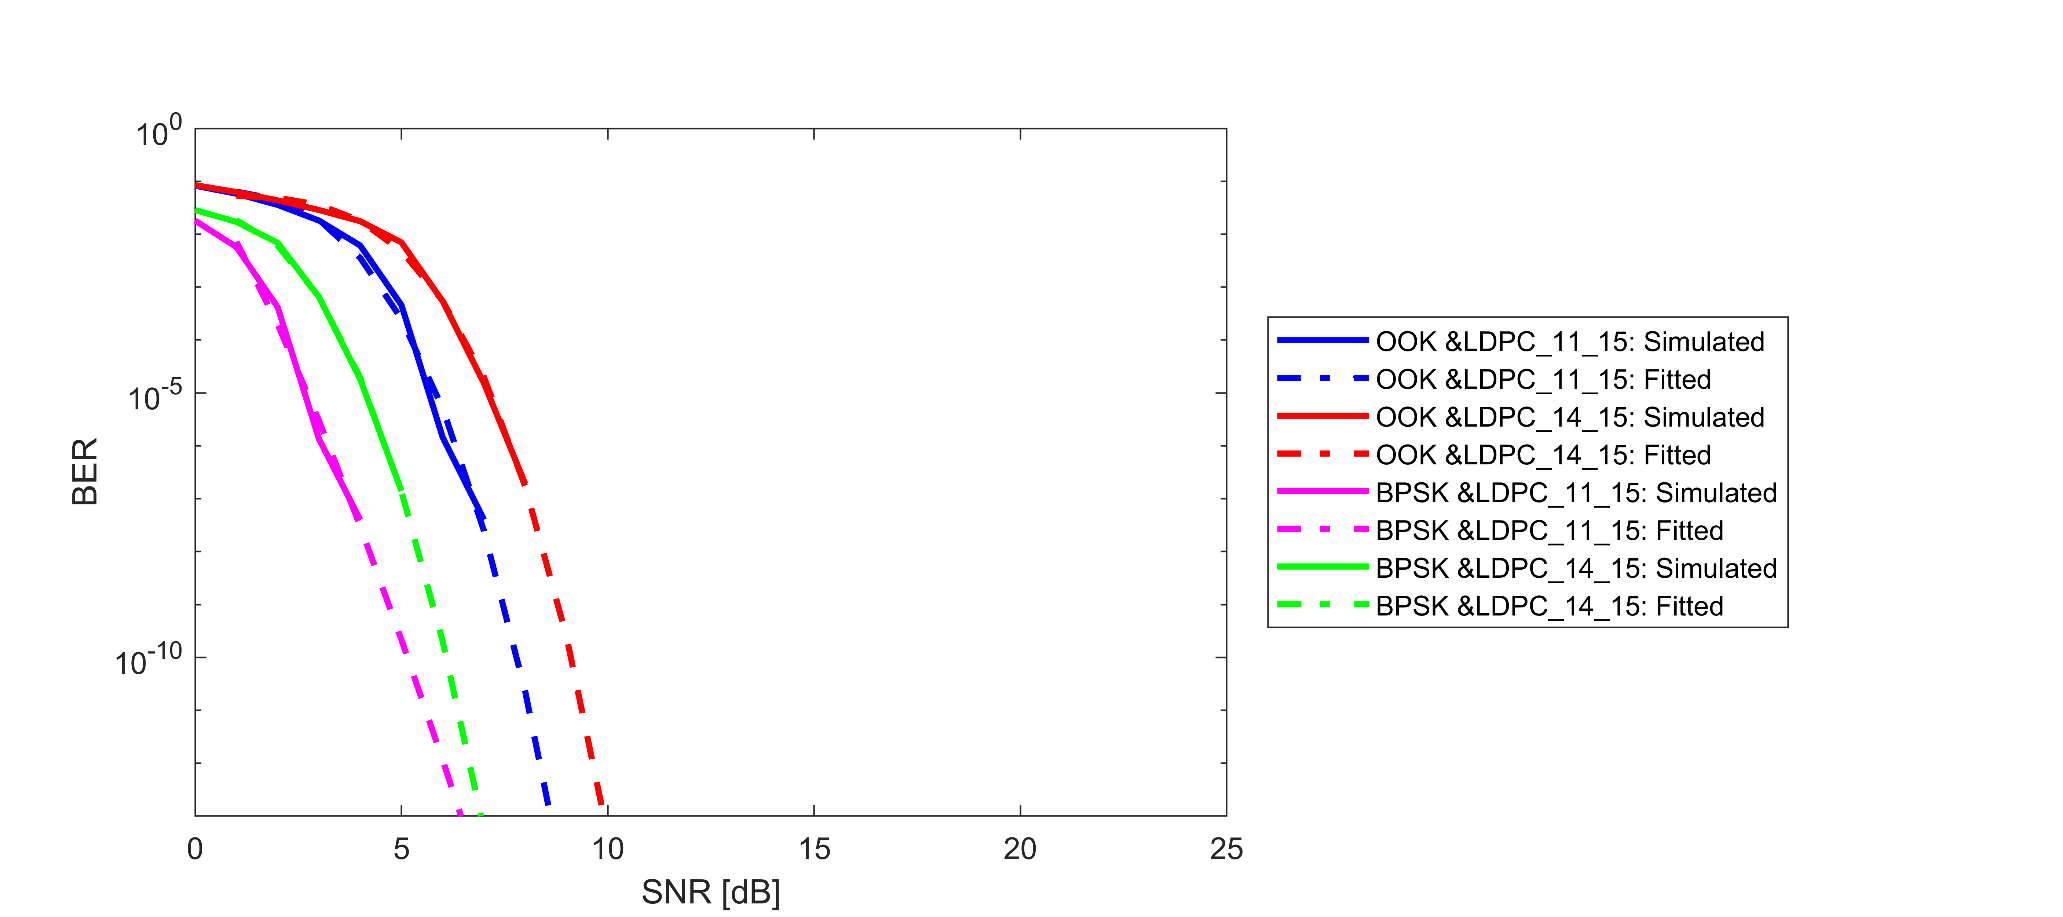 10^0
10^-5
10^-10
BER
0 5 10 15 20 25
SNR [dB]
OOK &LDPC_11_15: Simulated
OOK &LDPC_11_15: Fitted
OOK &LDPC_14_15: Simulated
OOK &LDPC_14_15: Fitted
BPSK &LDPC_11_15: Simulated
BPSK &LDPC_11_15: Fitted
BPSK &LDPC_14_15: Simulated
BPSK &LDPC_14_15: Fitted